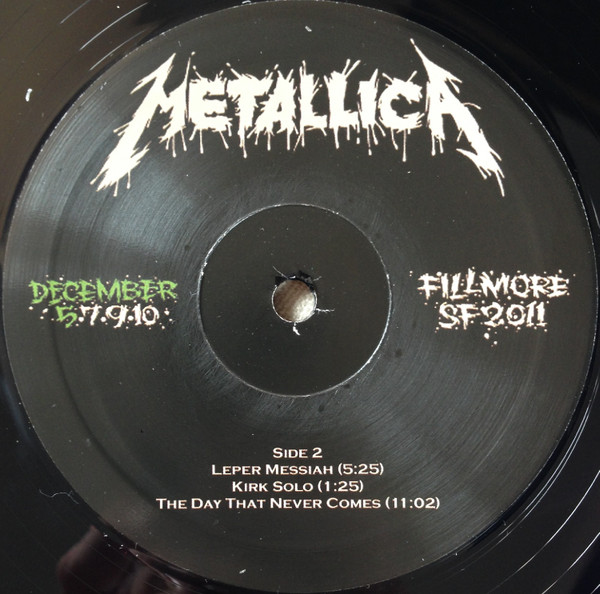 METALLICA
DECEMBER
5.7.9.10
FILLMORE
SF 2011
SIDE 2
LEPER MESSIAH (5:25)
KIRK SOLO (1:25)
THE DAY THAT NEVER COMES (11:02)